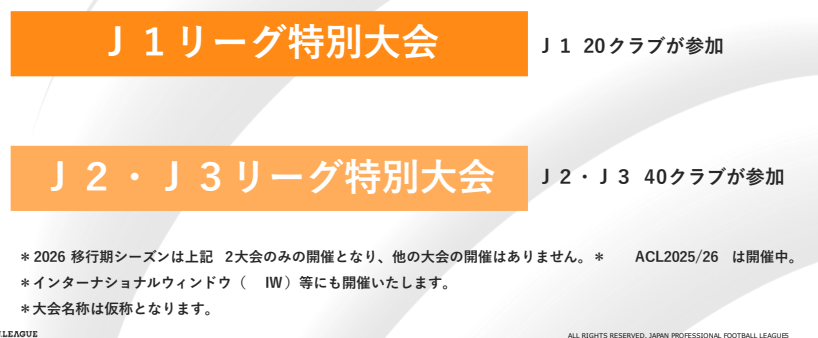 J1リーグ特別大会
J1 20クラブが参加
J2・J3リーグ特別大会
J2・J3 40クラブが参加
＊2026 移行期シーズンは上記 2大会のみの開催となり、他の大会の開催はありません。＊ ACL2025/26 は開催中。
＊インターナショナルウィンドウ（ IW）等にも開催いたします。
＊大会名称は仮称となります。
.LEAGUE
ALL RIGHTS RESERVED. JAPAN PROFESSIONAL FOOTBALL LEAGUES